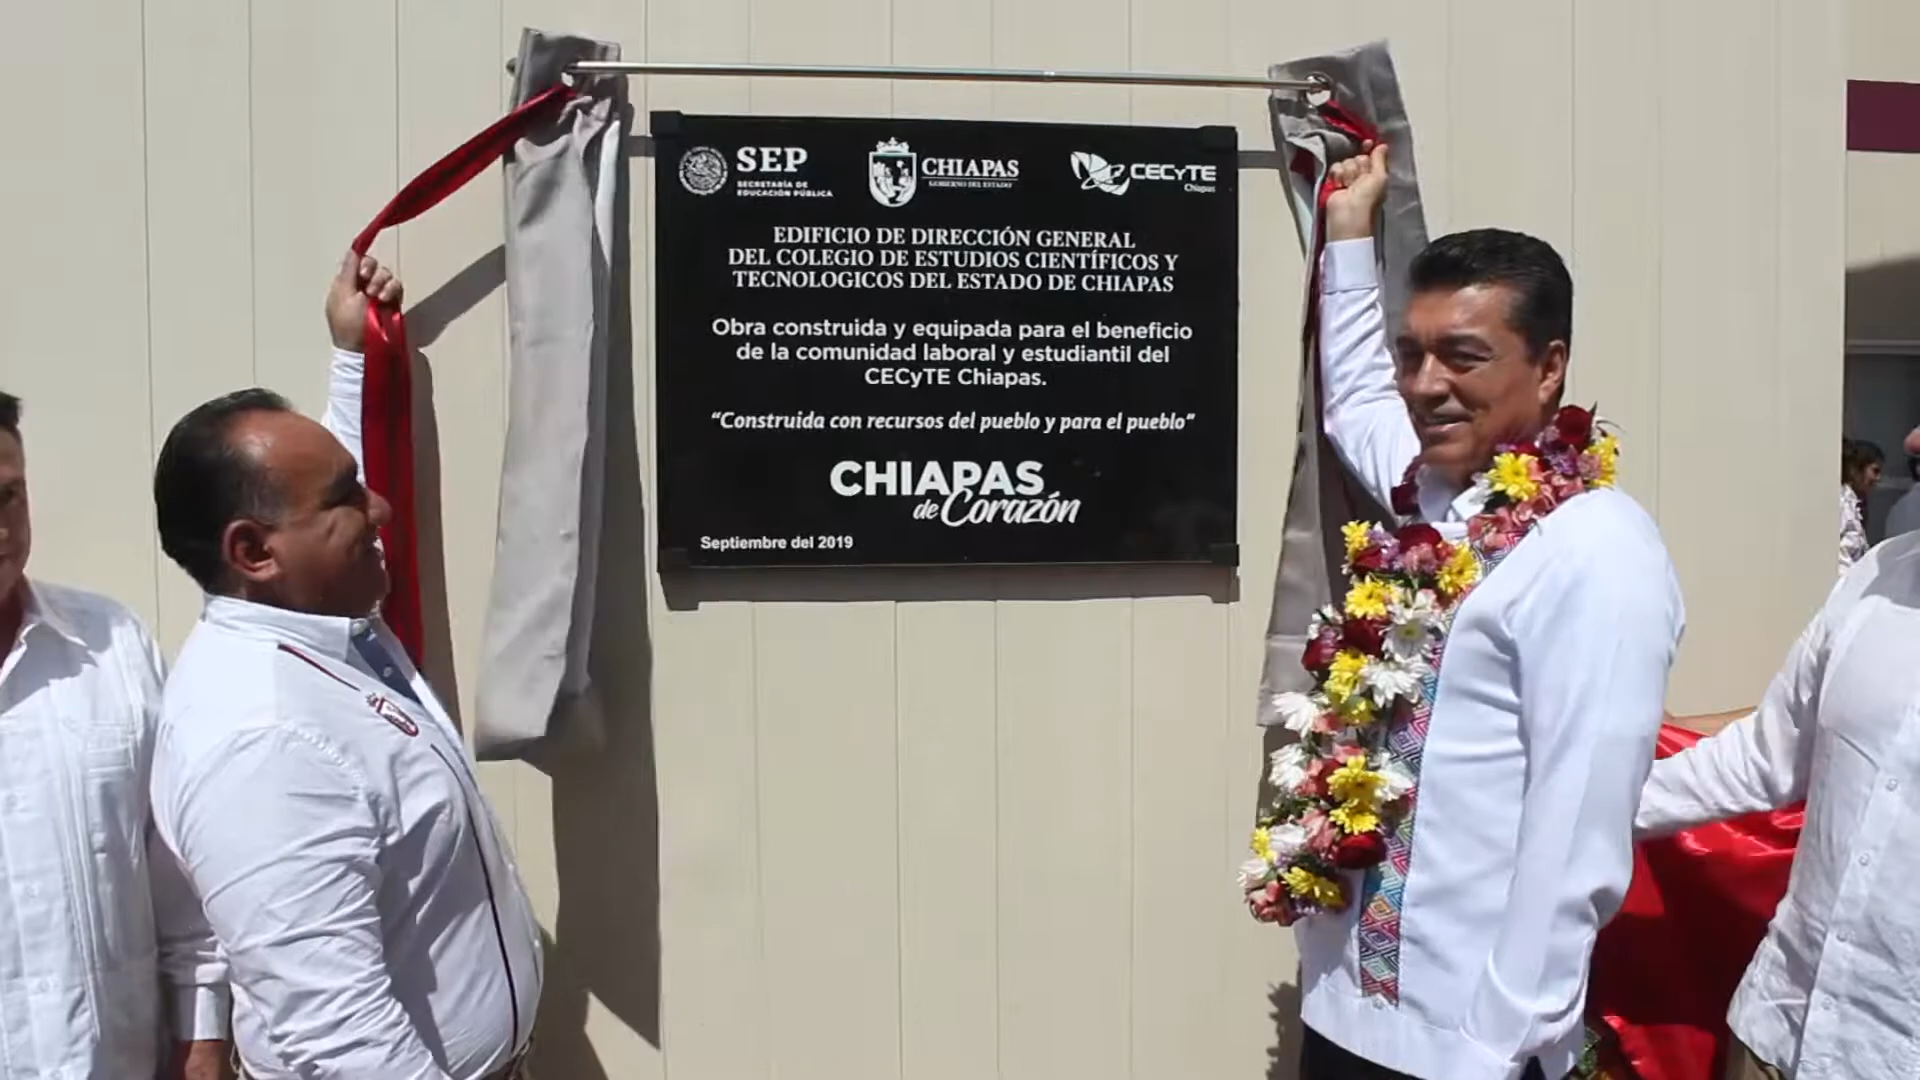 SEP
SECRETARÍA DE
EDUCACIÓN PÚBLICA
CHIAPAS
GOBIERNO DEL ESTADO
CECyTE
Chiapas
EDIFICIO DE DIRECCIÓN GENERAL
DEL COLEGIO DE ESTUDIOS CIENTÍFICOS Y
TECNOLOGICOS DEL ESTADO DE CHIAPAS
Obra construida y equipada para el beneficio
de la comunidad laboral y estudiantil del
CECyTE Chiapas.
"Construida con recursos del pueblo y para el pueblo"
CHIAPAS
de Corazón
Septiembre del 2019